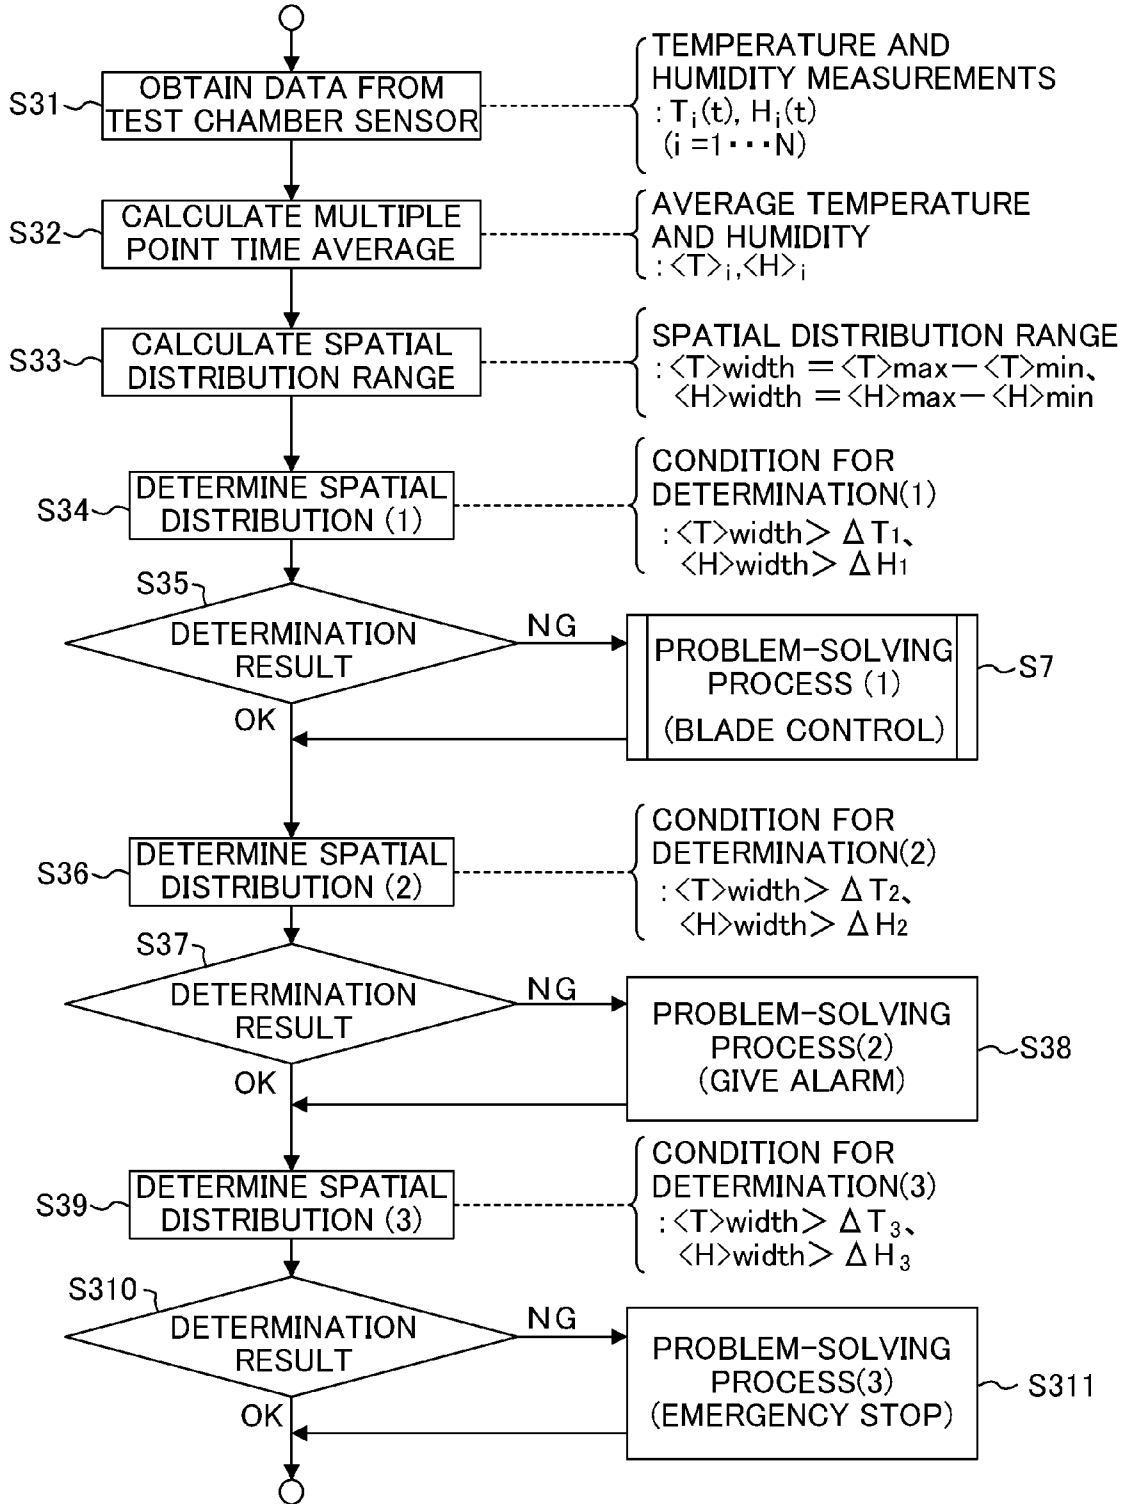 S31
OBTAIN DATA FROM
TEST CHAMBER SENSOR
TEMPERATURE AND
HUMIDITY MEASUREMENTS
: Tᵢ(t), Hᵢ(t)
(i =1･･･N)
S32
CALCULATE MULTIPLE
POINT TIME AVERAGE
AVERAGE TEMPERATURE
AND HUMIDITY
: <T>ᵢ,<H>ᵢ
S33
CALCULATE SPATIAL
DISTRIBUTION RANGE
SPATIAL DISTRIBUTION RANGE
: <T>width =<T>max−<T>min、
<H>width =<H>max−<H>min
S34
DETERMINE SPATIAL
DISTRIBUTION (1)
CONDITION FOR
DETERMINATION(1)
: <T>width> ΔT₁、
<H>width> ΔH₁
S35
DETERMINATION
RESULT
NG
OK
PROBLEM-SOLVING
PROCESS (1)
(BLADE CONTROL)
S7
S36
DETERMINE SPATIAL
DISTRIBUTION (2)
CONDITION FOR
DETERMINATION(2)
: <T>width> ΔT₂、
<H>width> ΔH₂
S37
DETERMINATION
RESULT
NG
OK
PROBLEM-SOLVING
PROCESS(2)
(GIVE ALARM)
S38
S39
DETERMINE SPATIAL
DISTRIBUTION (3)
CONDITION FOR
DETERMINATION(3)
: <T>width> ΔT₃、
<H>width> ΔH₃
S310
DETERMINATION
RESULT
NG
OK
PROBLEM-SOLVING
PROCESS(3)
(EMERGENCY STOP)
S311